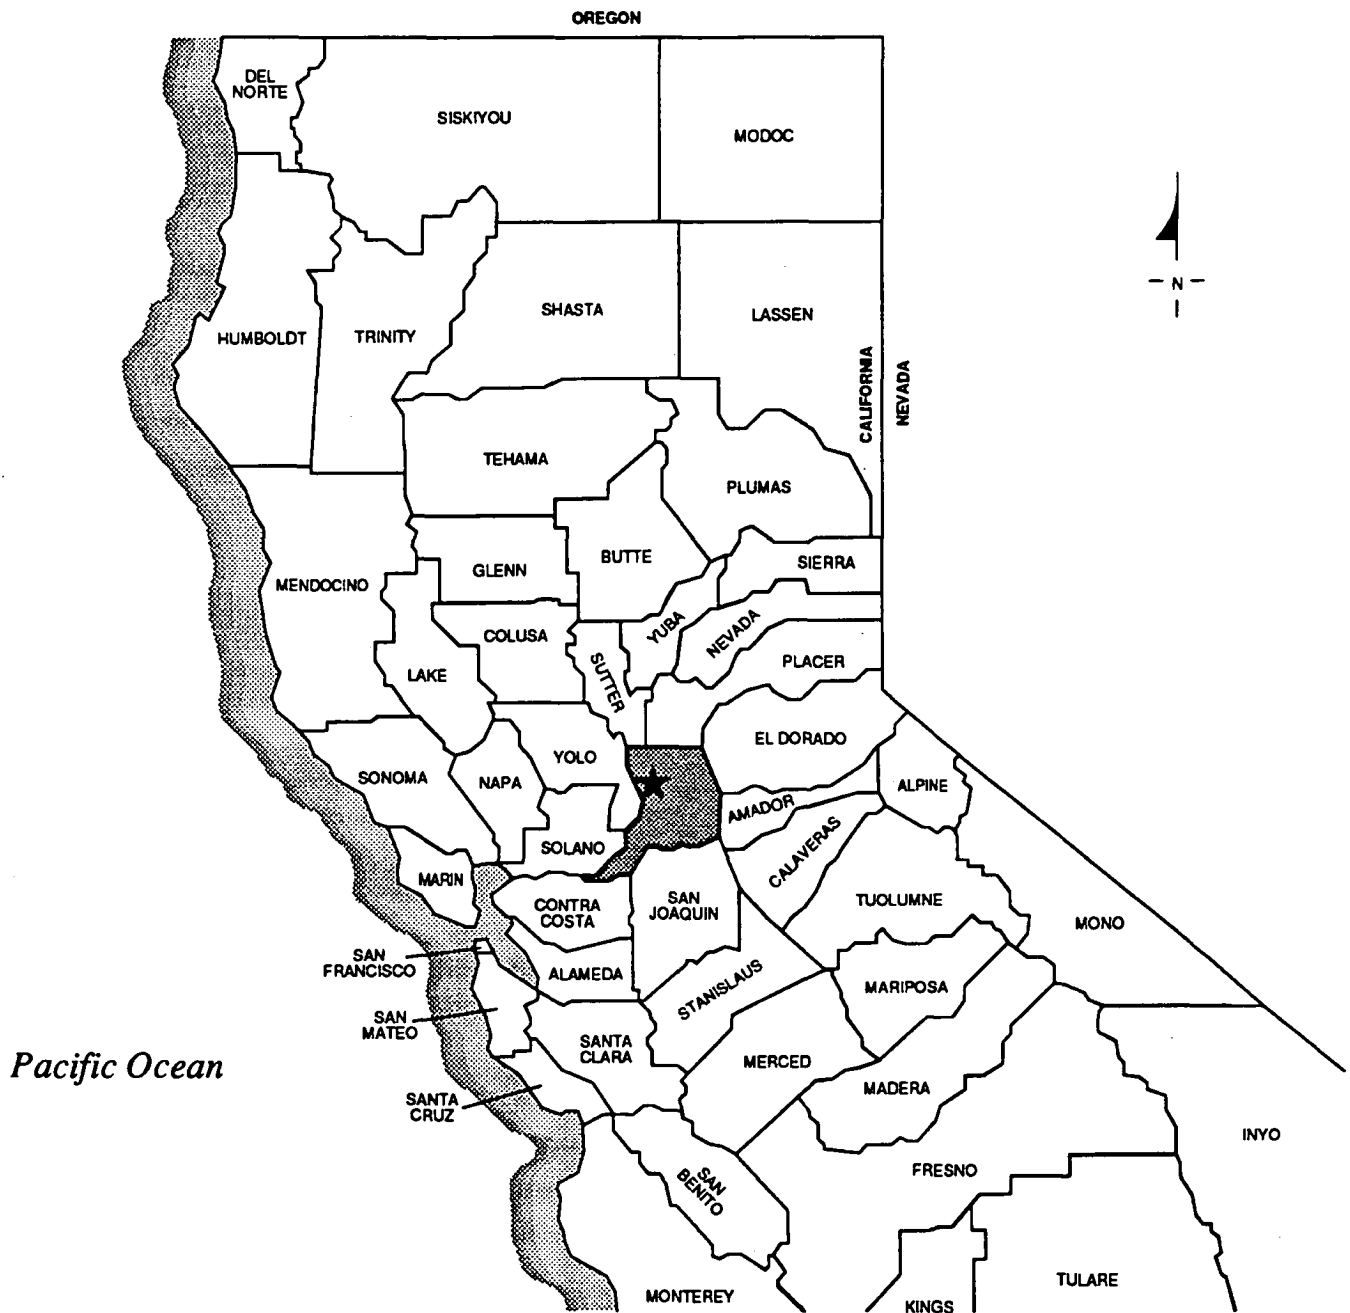 OREGON
DEL
NORTE
SISKIYOU
MODOC
N
HUMBOLDT
TRINITY
SHASTA
LASSEN
CALIFORNIA
NEVADA
TEHAMA
PLUMAS
MENDOCINO
GLENN
BUTTE
SIERRA
COLUSA
YUBA
NEVADA
LAKE
SUTTER
PLACER
EL DORADO
SONOMA
NAPA
YOLO
ALPINE
AMADOR
SOLANO
CALAVERAS
MARIN
CONTRA
COSTA
SAN
JOAQUIN
TUOLUMNE
MONO
SAN
FRANCISCO
ALAMEDA
STANISLAUS
MARIPOSA
SAN
MATEO
SANTA
CLARA
MERCED
MADERA
Pacific Ocean
SANTA
CRUZ
INYO
SAN
BENITO
FRESNO
MONTEREY
KINGS
TULARE